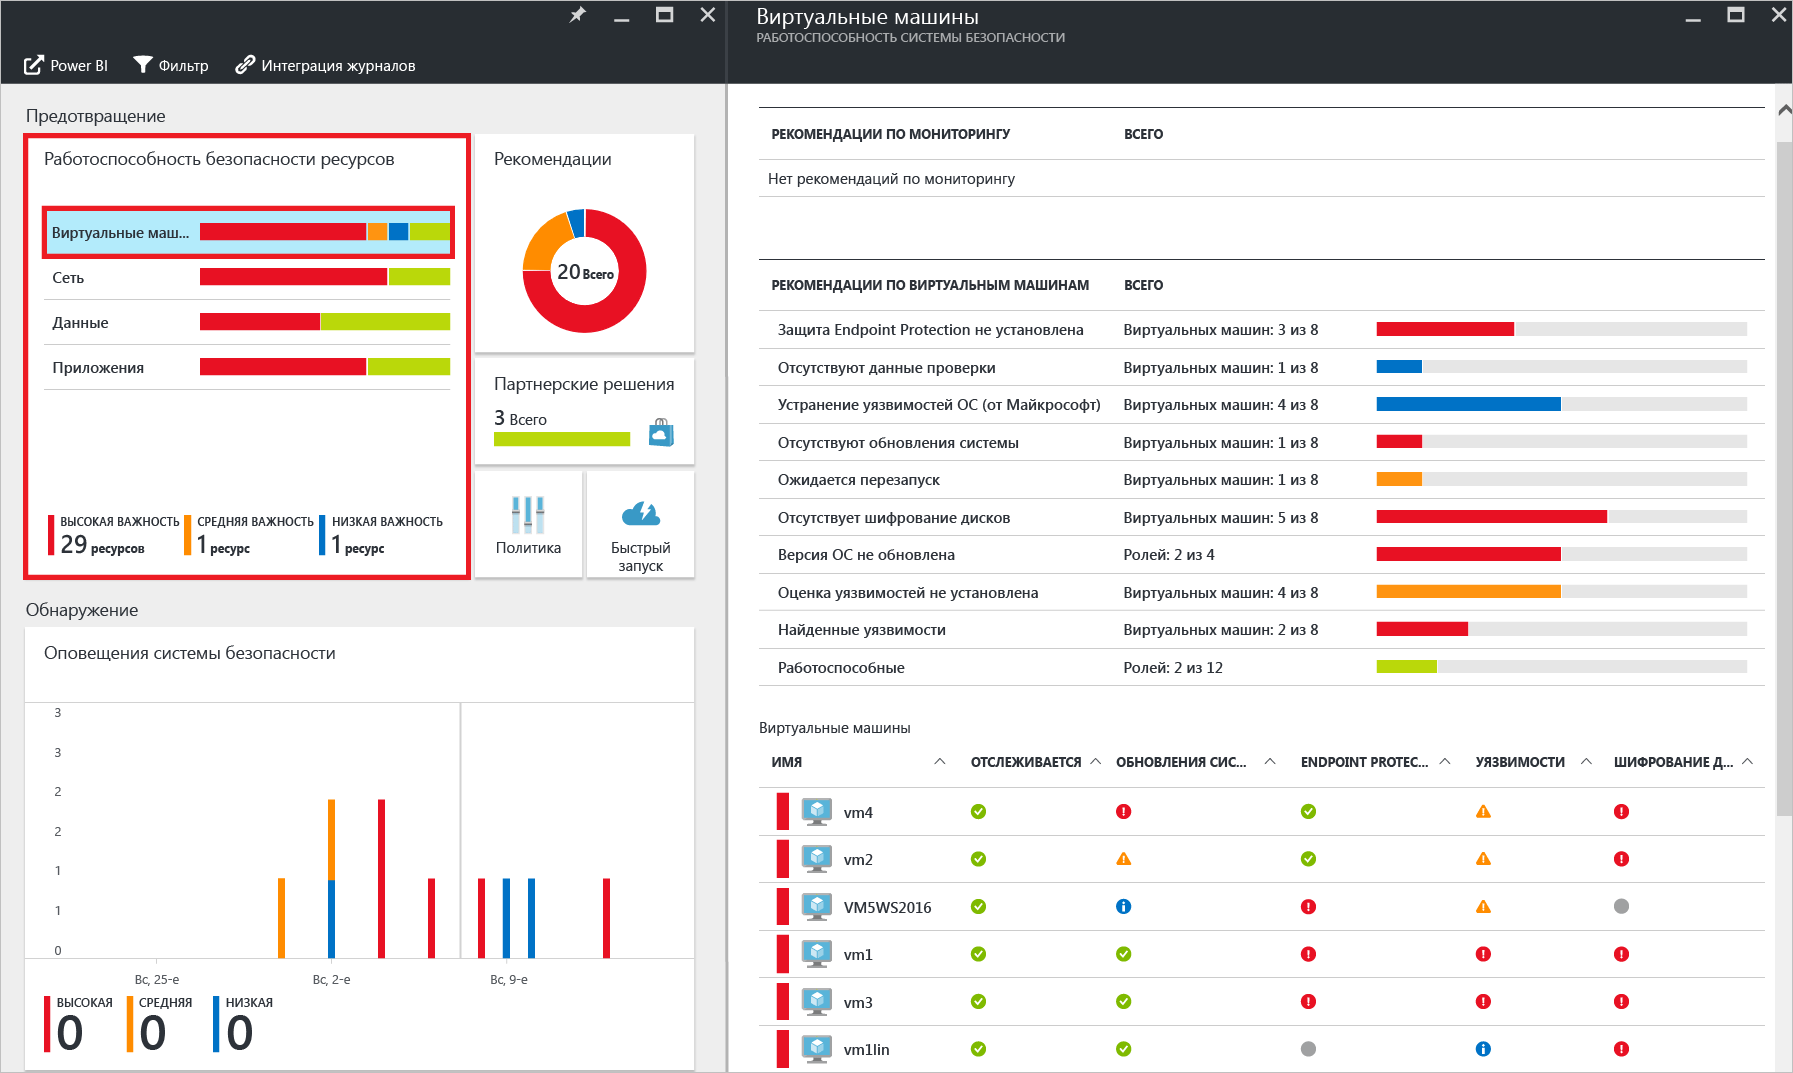 Power BI
Фильтр
Интеграция журналов
Предотвращение
Работоспособность безопасности ресурсов
Виртуальные маш...
Сеть
Данные
Приложения
ВЫСОКАЯ ВАЖНОСТЬ
29 ресурсов
СРЕДНЯЯ ВАЖНОСТЬ
1 ресурс
НИЗКАЯ ВАЖНОСТЬ
1 ресурс
Рекомендации
20 Всего
Партнерские решения
3 Всего
Политика
Быстрый
запуск
Обнаружение
Оповещения системы безопасности
3
3
2
2
1
1
0
Вс, 25-е
Вс, 2-е
Вс, 9-е
ВЫСОКАЯ
0
СРЕДНЯЯ
0
НИЗКАЯ
0
Виртуальные машины
РАБОТОСПОСОБНОСТЬ СИСТЕМЫ БЕЗОПАСНОСТИ
РЕКОМЕНДАЦИИ ПО МОНИТОРИНГУ ВСЕГО
Нет рекомендаций по мониторингу
РЕКОМЕНДАЦИИ ПО ВИРТУАЛЬНЫМ МАШИНАМ ВСЕГО
Защита Endpoint Protection не установлена Виртуальных машин: 3 из 8
Отсутствуют данные проверки Виртуальных машин: 1 из 8
Устранение уязвимостей ОС (от Майкрософт) Виртуальных машин: 4 из 8
Отсутствуют обновления системы Виртуальных машин: 1 из 8
Ожидается перезапуск Виртуальных машин: 1 из 8
Отсутствует шифрование дисков Виртуальных машин: 5 из 8
Версия ОС не обновлена Ролей: 2 из 4
Оценка уязвимостей не установлена Виртуальных машин: 4 из 8
Найденные уязвимости Виртуальных машин: 2 из 8
Работоспособные Ролей: 2 из 12
Виртуальные машины
ИМЯ ОТСЛЕЖИВАЕТСЯ ОБНОВЛЕНИЯ СИС... ENDPOINT PROTEC... УЯЗВИМОСТИ ШИФРОВАНИЕ Д...
vm4
vm2
VM5WS2016
vm1
vm3
vm1lin